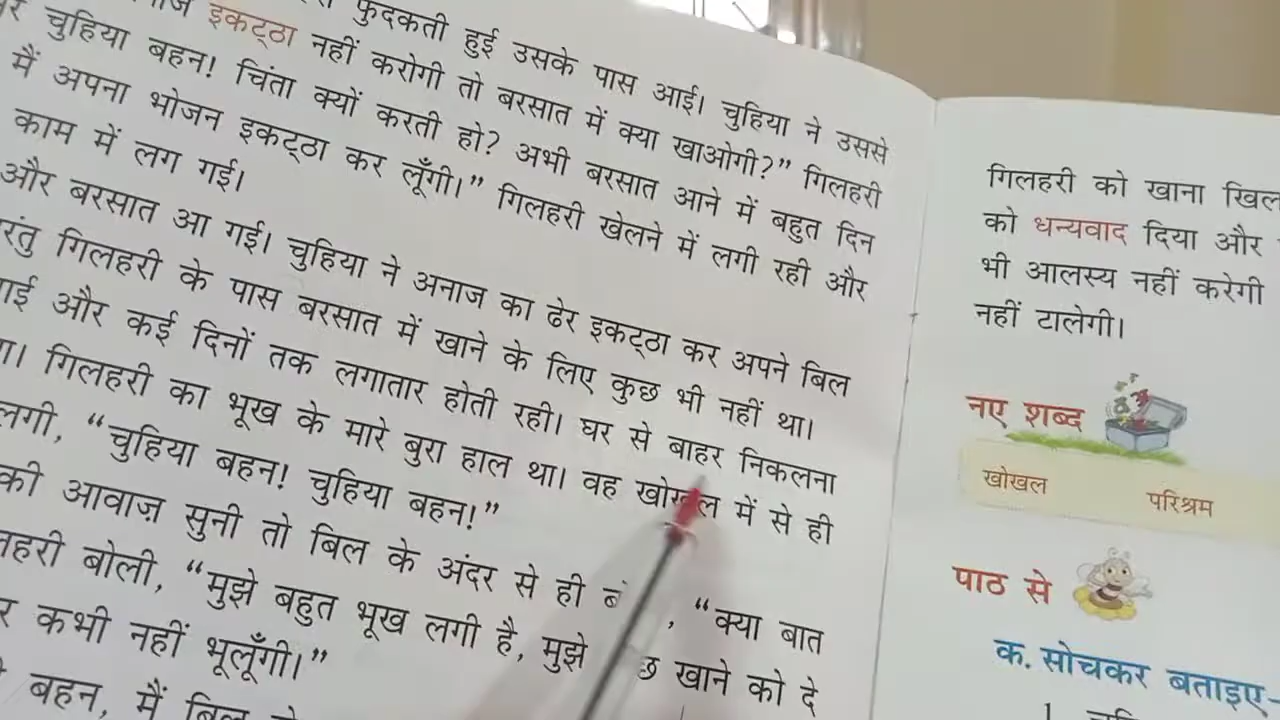 फुदकती हुई उसके पास आई। चुहिया ने उससे
इकट्ठा नहीं करोगी तो बरसात में क्या खाओगी?” गिलहरी
चुहिया बहन! चिंता क्यों करती हो? अभी बरसात आने में बहुत दिन
मैं अपना भोजन इकट्ठा कर लूँगी।” गिलहरी खेलने में लगी रही और
काम में लग गई।
और बरसात आ गई। चुहिया ने अनाज का ढेर इकट्ठा कर अपने बिल
गिलहरी के पास बरसात में खाने के लिए कुछ भी नहीं था।
और कई दिनों तक लगातार होती रही। घर से बाहर निकलना
गिलहरी का भूख के मारे बुरा हाल था। वह खोखल में से ही
लगी, “चुहिया बहन! चुहिया बहन!”
की आवाज़ सुनी तो बिल के अंदर से ही “क्या बात
बोली, “मुझे बहुत भूख लगी है, मुझे खाने को दे
कभी नहीं भूलूँगी।”
बहन, मैं बिल
गिलहरी को खाना
को धन्यवाद दिया और
भी आलस्य नहीं करेगी
नहीं टालेगी।
नए शब्द
खोखल परिश्रम
पाठ से
क. सोचकर बताइए-
1.